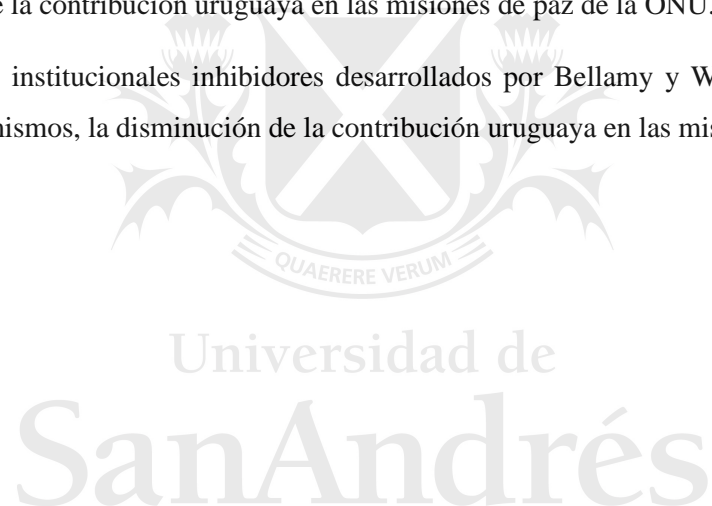 e la contribución uruguaya en las misiones de paz de la ONU.
institucionales inhibidores desarrollados por Bellamy y W
nismos, la disminución de la contribución uruguaya en las mis
QUAERERE VERUM
Universidad de
SanAndrés